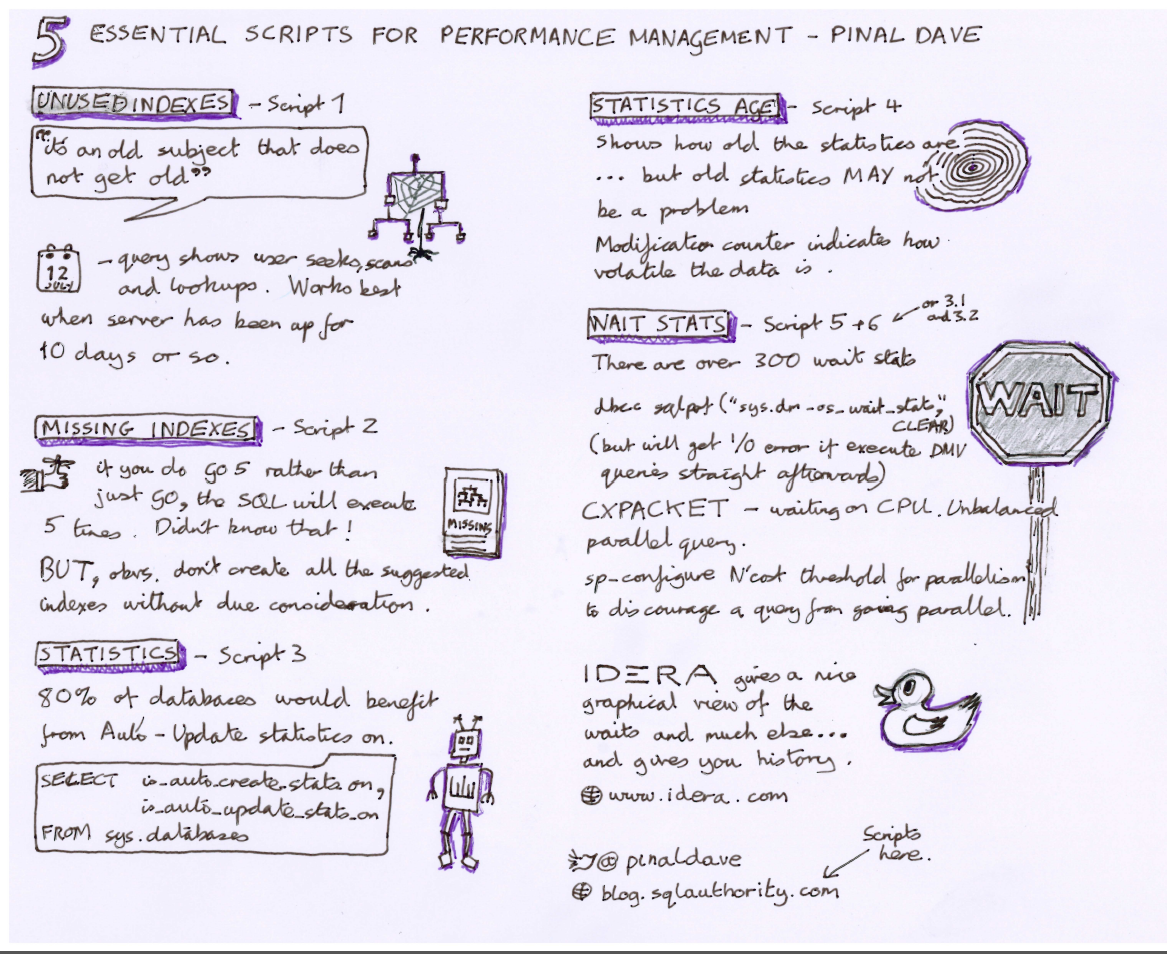 5 ESSENTIAL SCRIPTS FOR PERFORMANCE MANAGEMENT - PINAL DAVE
UNUSED INDEXES - Script 1
"it's an old subject that does
not get old"
12
JULY
- query shows user seeks, scans
and lookups. Works best
when server has been up for
10 days or so.
MISSING INDEXES - Script 2
if you do GO 5 rather than
just GO, the SQL will execute
5 times. Didn't know that!
MISSING
BUT, obvs. don't create all the suggested
indexes without due consideration.
STATISTICS - Script 3
80% of databases would benefit
from Auto-Update statistics on.
SELECT is_auto_create_stats_on,
is_auto_update_stats_on
FROM sys.databases
STATISTICS AGE - Script 4
Shows how old the statistics are
... but old statistics MAY not
be a problem
Modification counter indicates how
volatile the data is.
WAIT STATS - Script 5 + 6
or 3.1
and 3.2
There are over 300 wait stats
WAIT
dbcc sqlperf ("sys.dm_os_wait_stats",
CLEAR)
(but will get 1/0 error if execute DMV
queries straight afterwards)
CXPACKET - waiting on CPU. Unbalanced
parallel query.
sp-configure N'cost threshold for parallelism
to discourage a query from going parallel.
IDERA gives a nice
graphical view of the
waits and much else...
and gives you history.
www.idera.com
@pinaldave
Scripts
here.
blog.sqlauthority.com